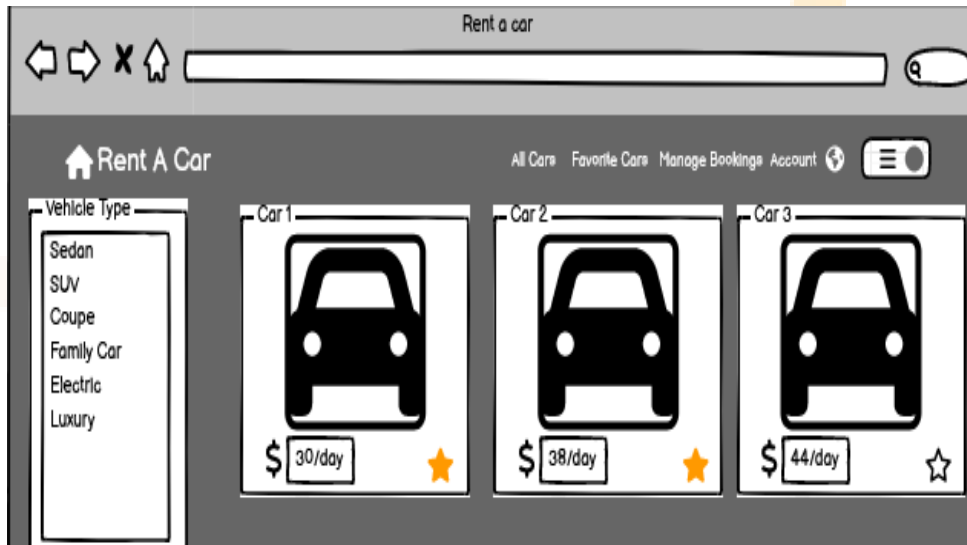 Rent a car
Rent A Car
All Cars Favorite Cars Manage Bookings Account
Vehicle Type
Sedan
SUV
Coupe
Family Car
Electric
Luxury
Car 1
$ 30/day
Car 2
$ 38/day
Car 3
$ 44/day